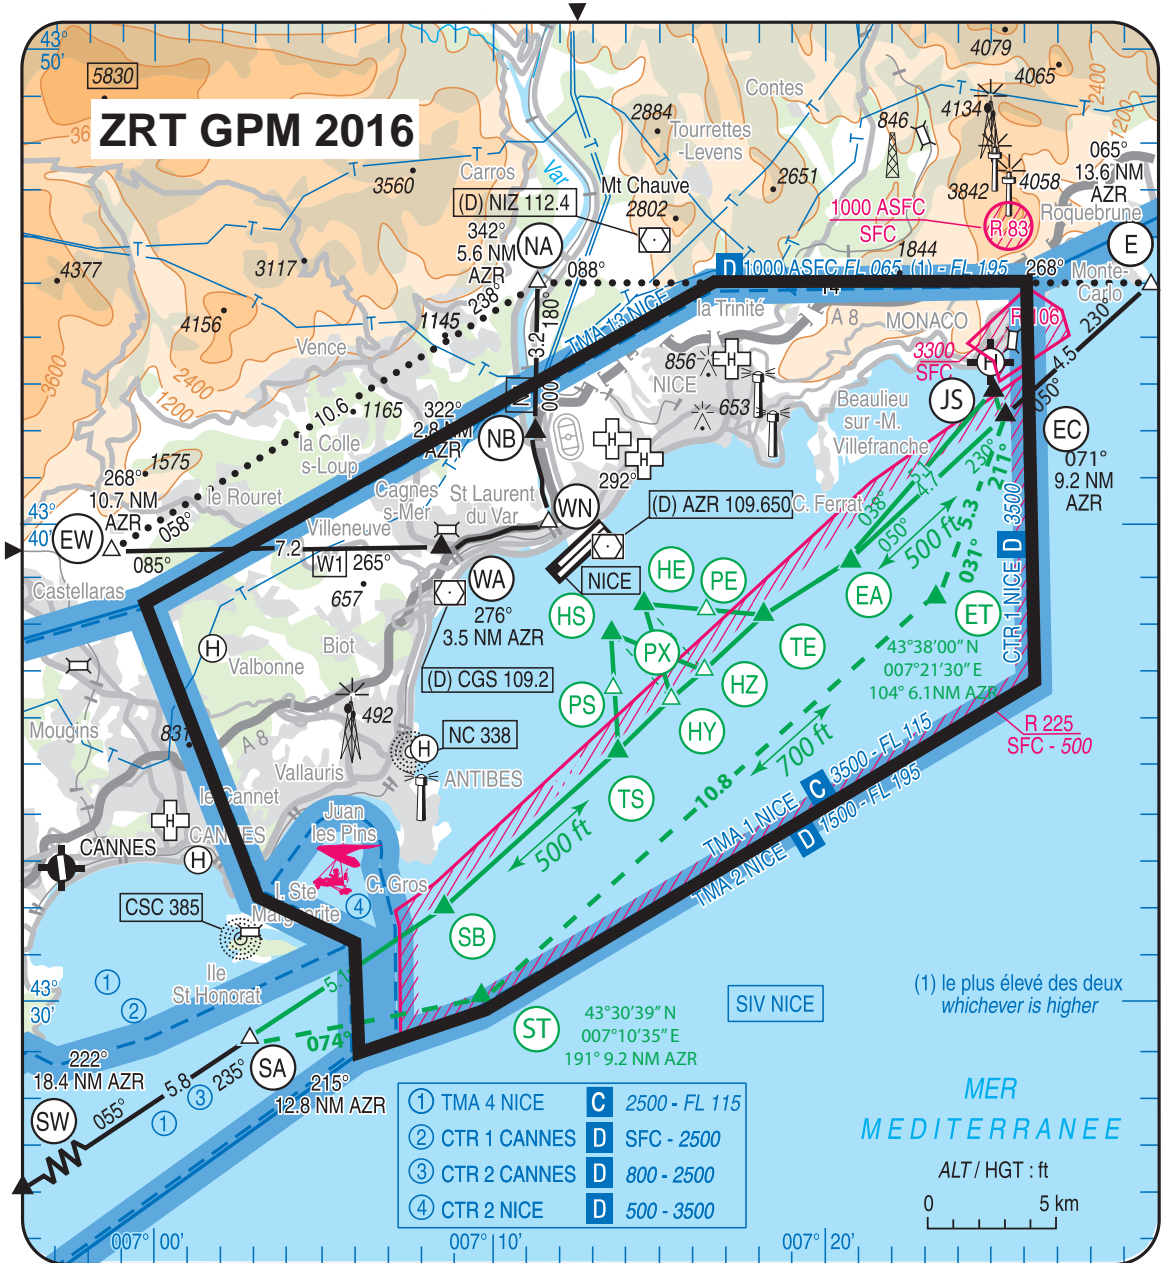 43°
50'
5830
ZRT GPM 2016
36
3560
Carros
Var
2884
Tourrettes
-Levens
Contes
846
4079
4065
2400
4134
1200
3842
4058
065°
13.6 NM
AZR
Roquebrune
E
(D) NIZ 112.4
Mt Chauve
2802
2651
1000 ASFC
SFC
R 83
1844
342°
5.6 NM
AZR
NA
088°
D
1000 ASFC FL 065 (1) - FL 195
14
268°
Monte-
Carlo
4377
3117
4156
238°
1145
180°
3.2
000
TMA 13 NICE
la Trinité
A 8
MONACO
R 106
230°
4.5
050°
3300
SFC
H
Vence
2400
1200
3600
10.6
1165
322°
2.8 NM
AZR
NB
856
NICE
H
653
Beaulieu
-sur -M.
Villefranche
JS
EC
071°
9.2 NM
AZR
la Colle
s-Loup
1575
268°
10.7 NM
AZR
le Rouret
058°
Cagnes
s-Mer
St Laurent
du Var
WN
292°
H
H
(D) AZR 109.650
C. Ferrat
230°
211°
5.1
4.7
038°
050°
500 ft
5.3
031°
3500
D
CTR 1 NICE
43°
40'
EW
085°
Villeneuve
7.2
W1
265°
657
WA
276°
3.5 NM AZR
NICE
HE
PE
HS
EA
ET
TE
PX
HZ
PS
HY
TS
43°38'00" N
007°21'30" E
104° 6.1NM AZR
Castellaras
H
Valbonne
Biot
(D) CGS 109.2
Mougins
831
A 8
492
NC 338
H
ANTIBES
Vallauris
le Cannet
R 225
SFC - 500
700 ft
10.8
TMA 1 NICE C 3500 - FL 115
TMA 2 NICE D 1500 - FL 195
H
CANNES
CANNES
H
Juan
les Pins
500 ft
I. Ste
Marguerite
C. Gros
4
CSC 385
SB
Ile
St Honorat
1
2
43°
30'
5.1
074°
ST
43°30'39" N
007°10'35" E
191° 9.2 NM AZR
SIV NICE
(1) le plus élevé des deux
whichever is higher
SA
222°
18.4 NM AZR
SW
055°
5.8
235°
3
1
215°
12.8 NM AZR
1 TMA 4 NICE C 2500 - FL 115
2 CTR 1 CANNES D SFC - 2500
3 CTR 2 CANNES D 800 - 2500
4 CTR 2 NICE D 500 - 3500
MER
MEDITERRANEE
ALT / HGT : ft
0 5 km
007° 00'
007° 10'
007° 20'